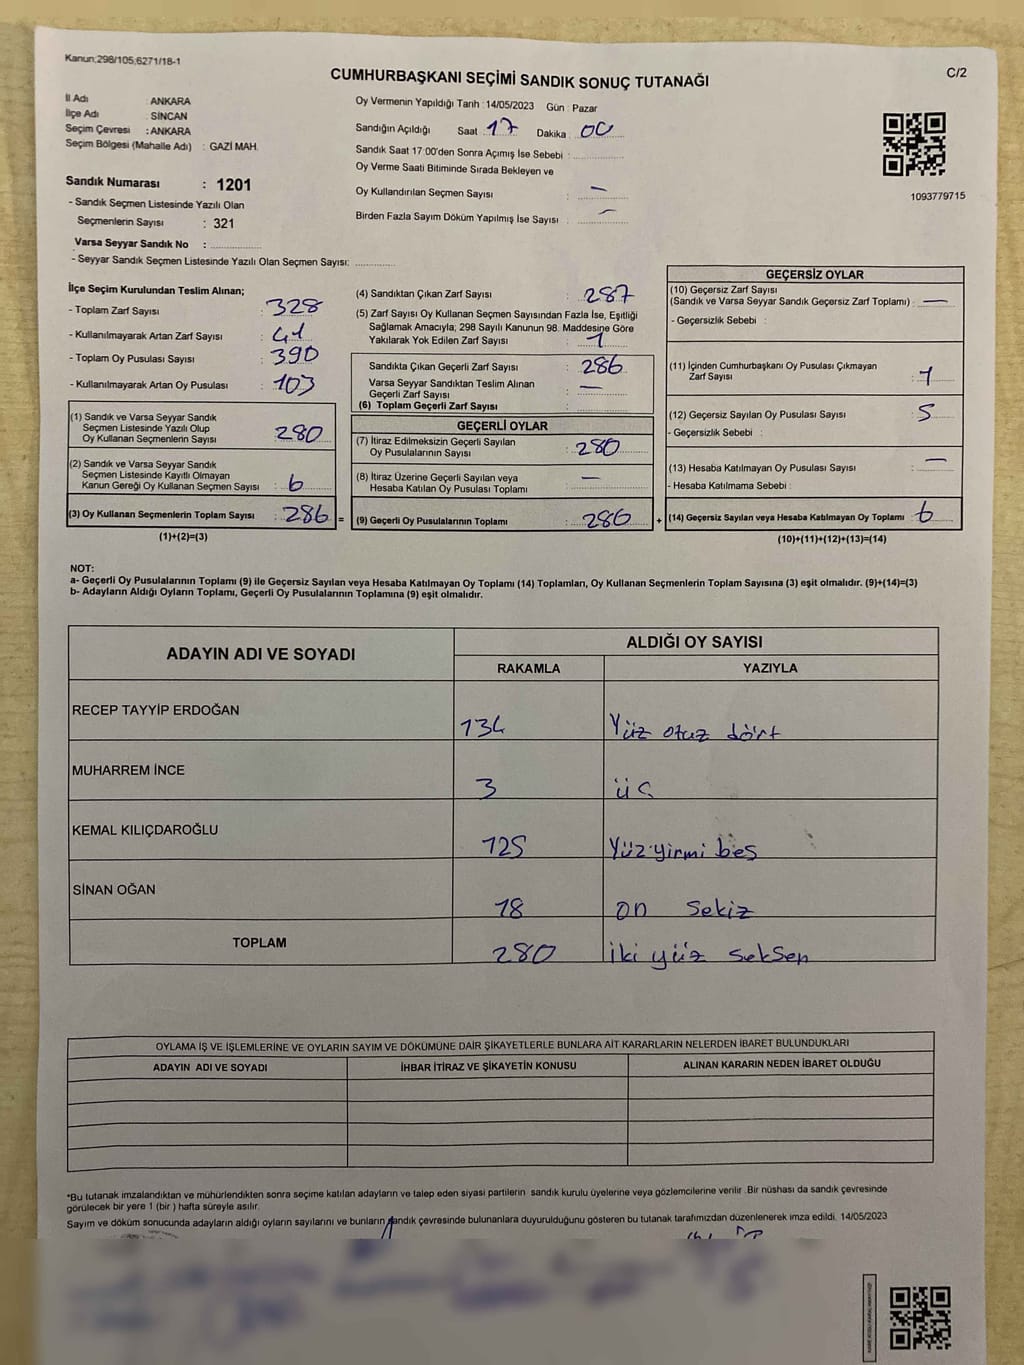 Kanun;298/105;6271/18-1
C/2
CUMHURBAŞKANI SEÇİMİ SANDIK SONUÇ TUTANAĞI
İl Adı : ANKARA
İlçe Adı : SİNCAN
Seçim Çevresi : ANKARA
Seçim Bölgesi (Mahalle Adı) : GAZİ MAH.
Sandık Numarası : 1201
- Sandık Seçmen Listesinde Yazılı Olan
Seçmenlerin Sayısı : 321
Varsa Seyyar Sandık No :
- Seyyar Sandık Seçmen Listesinde Yazılı Olan Seçmen Sayısı:
Oy Vermenin Yapıldığı Tarih : 14/05/2023 Gün : Pazar
Sandığın Açıldığı Saat : 17 Dakika : 00
Sandık Saat 17:00'den Sonra Açımış İse Sebebi :
Oy Verme Saati Bitiminde Sırada Bekleyen ve
Oy Kullandırılan Seçmen Sayısı : —
Birden Fazla Sayım Döküm Yapılmış İse Sayısı : —
1093779715
İlçe Seçim Kurulundan Teslim Alınan;
- Toplam Zarf Sayısı : 328
- Kullanılmayarak Artan Zarf Sayısı : 41
- Toplam Oy Pusulası Sayısı : 390
- Kullanılmayarak Artan Oy Pusulası : 103
(1) Sandık ve Varsa Seyyar Sandık
Seçmen Listesinde Yazılı Olup
Oy Kullanan Seçmenlerin Sayısı : 280
(2) Sandık ve Varsa Seyyar Sandık
Seçmen Listesinde Kayıtlı Olmayan
Kanun Gereği Oy Kullanan Seçmen Sayısı : 6
(3) Oy Kullanan Seçmenlerin Toplam Sayısı : 286 =
(1)+(2)=(3)
(4) Sandıktan Çıkan Zarf Sayısı : 287
(5) Zarf Sayısı Oy Kullanan Seçmen Sayısından Fazla İse, Eşitliği
Sağlamak Amacıyla; 298 Sayılı Kanunun 98. Maddesine Göre
Yakılarak Yok Edilen Zarf Sayısı : 1
Sandıkta Çıkan Geçerli Zarf Sayısı : 286
Varsa Seyyar Sandıktan Teslim Alınan
Geçerli Zarf Sayısı : —
(6) Toplam Geçerli Zarf Sayısı :
GEÇERLİ OYLAR
(7) İtiraz Edilmeksizin Geçerli Sayılan
Oy Pusulalarının Sayısı : 280
(8) İtiraz Üzerine Geçerli Sayılan veya
Hesaba Katılan Oy Pusulası Toplamı : —
(9) Geçerli Oy Pusulalarının Toplamı : 280 +
GEÇERSİZ OYLAR
(10) Geçersiz Zarf Sayısı
(Sandık ve Varsa Seyyar Sandık Geçersiz Zarf Toplamı) : —
- Geçersizlik Sebebi :
(11) İçinden Cumhurbaşkanı Oy Pusulası Çıkmayan
Zarf Sayısı : 1
(12) Geçersiz Sayılan Oy Pusulası Sayısı : 5
- Geçersizlik Sebebi :
(13) Hesaba Katılmayan Oy Pusulası Sayısı : —
- Hesaba Katılmama Sebebi :
(14) Geçersiz Sayılan veya Hesaba Katılmayan Oy Toplamı : 6
(10)+(11)+(12)+(13)=(14)
NOT:
a- Geçerli Oy Pusulalarının Toplamı (9) ile Geçersiz Sayılan veya Hesaba Katılmayan Oy Toplamı (14) Toplamları, Oy Kullanan Seçmenlerin Toplam Sayısına (3) eşit olmalıdır. (9)+(14)=(3)
b- Adayların Aldığı Oyların Toplamı, Geçerli Oy Pusulalarının Toplamına (9) eşit olmalıdır.
ADAYIN ADI VE SOYADI ALDIĞI OY SAYISI
RAKAMLA YAZIYLA
RECEP TAYYİP ERDOĞAN 134 Yüz otuz dört
MUHARREM İNCE 3 üç
KEMAL KILIÇDAROĞLU 125 Yüz yirmi beş
SİNAN OĞAN 18 on sekiz
TOPLAM 280 iki yüz seksen
OYLAMA İŞ VE İŞLEMLERİNE VE OYLARIN SAYIM VE DÖKÜMÜNE DAİR ŞİKAYETLERLE BUNLARA AİT KARARLARIN NELERDEN İBARET BULUNDUKLARI
ADAYIN ADI VE SOYADI İHBAR İTİRAZ VE ŞİKAYETİN KONUSU ALINAN KARARIN NEDEN İBARET OLDUĞU
*Bu tutanak imzalandıktan ve mühürlendikten sonra seçime katılan adayların ve talep eden siyasi partilerin sandık kurulu üyelerine veya gözlemcilerine verilir .Bir nüshası da sandık çevresinde
görülecek bir yere 1 (bir ) hafta süreyle asılır.
Sayım ve döküm sonucunda adayların aldığı oyların sayılarını ve bunların sandık çevresinde bulunanlara duyurulduğunu gösteren bu tutanak tarafımızdan düzenlenerek imza edildi. 14/05/2023